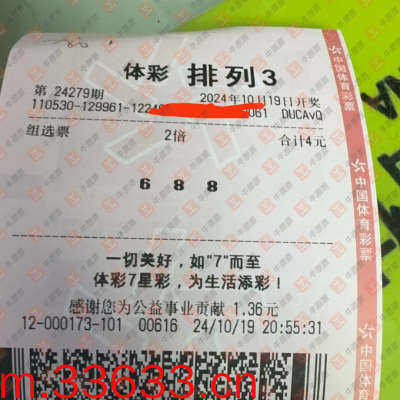 体彩 排列3
第 24279期 2024年10月19日开奖
110530-129961-1224 061 DUCAvQ
组选票 2倍 合计4元
6 8 8
一切美好，如“7”而至
体彩7星彩，为生活添彩！
感谢您为公益事业贡献 1.36元
12-000173-101 00616 24/10/19 20:55:31
中国体育彩票
中国体育彩票
中国体育彩票
m.33633.cn